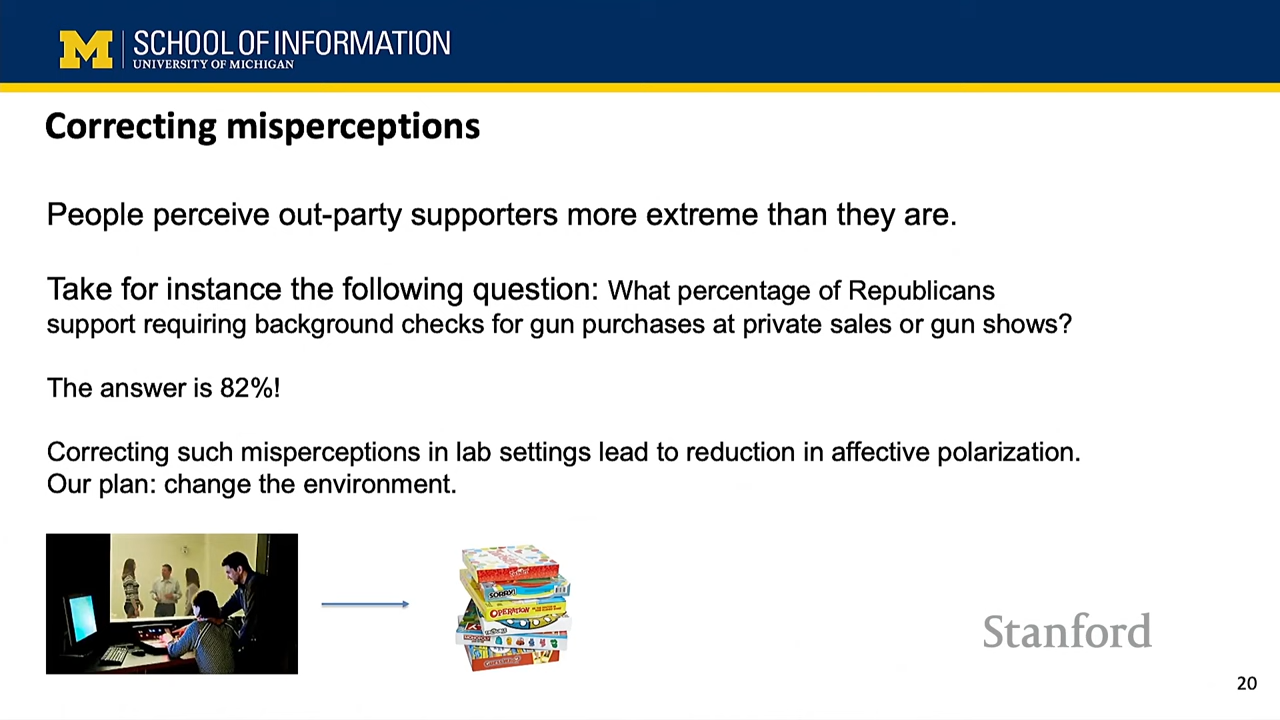 M SCHOOL OF INFORMATION
UNIVERSITY OF MICHIGAN
Correcting misperceptions
People perceive out-party supporters more extreme than they are.
Take for instance the following question: What percentage of Republicans
support requiring background checks for gun purchases at private sales or gun shows?
The answer is 82%!
Correcting such misperceptions in lab settings lead to reduction in affective polarization.
Our plan: change the environment.
SORRY!
OPERATION
Stanford
20